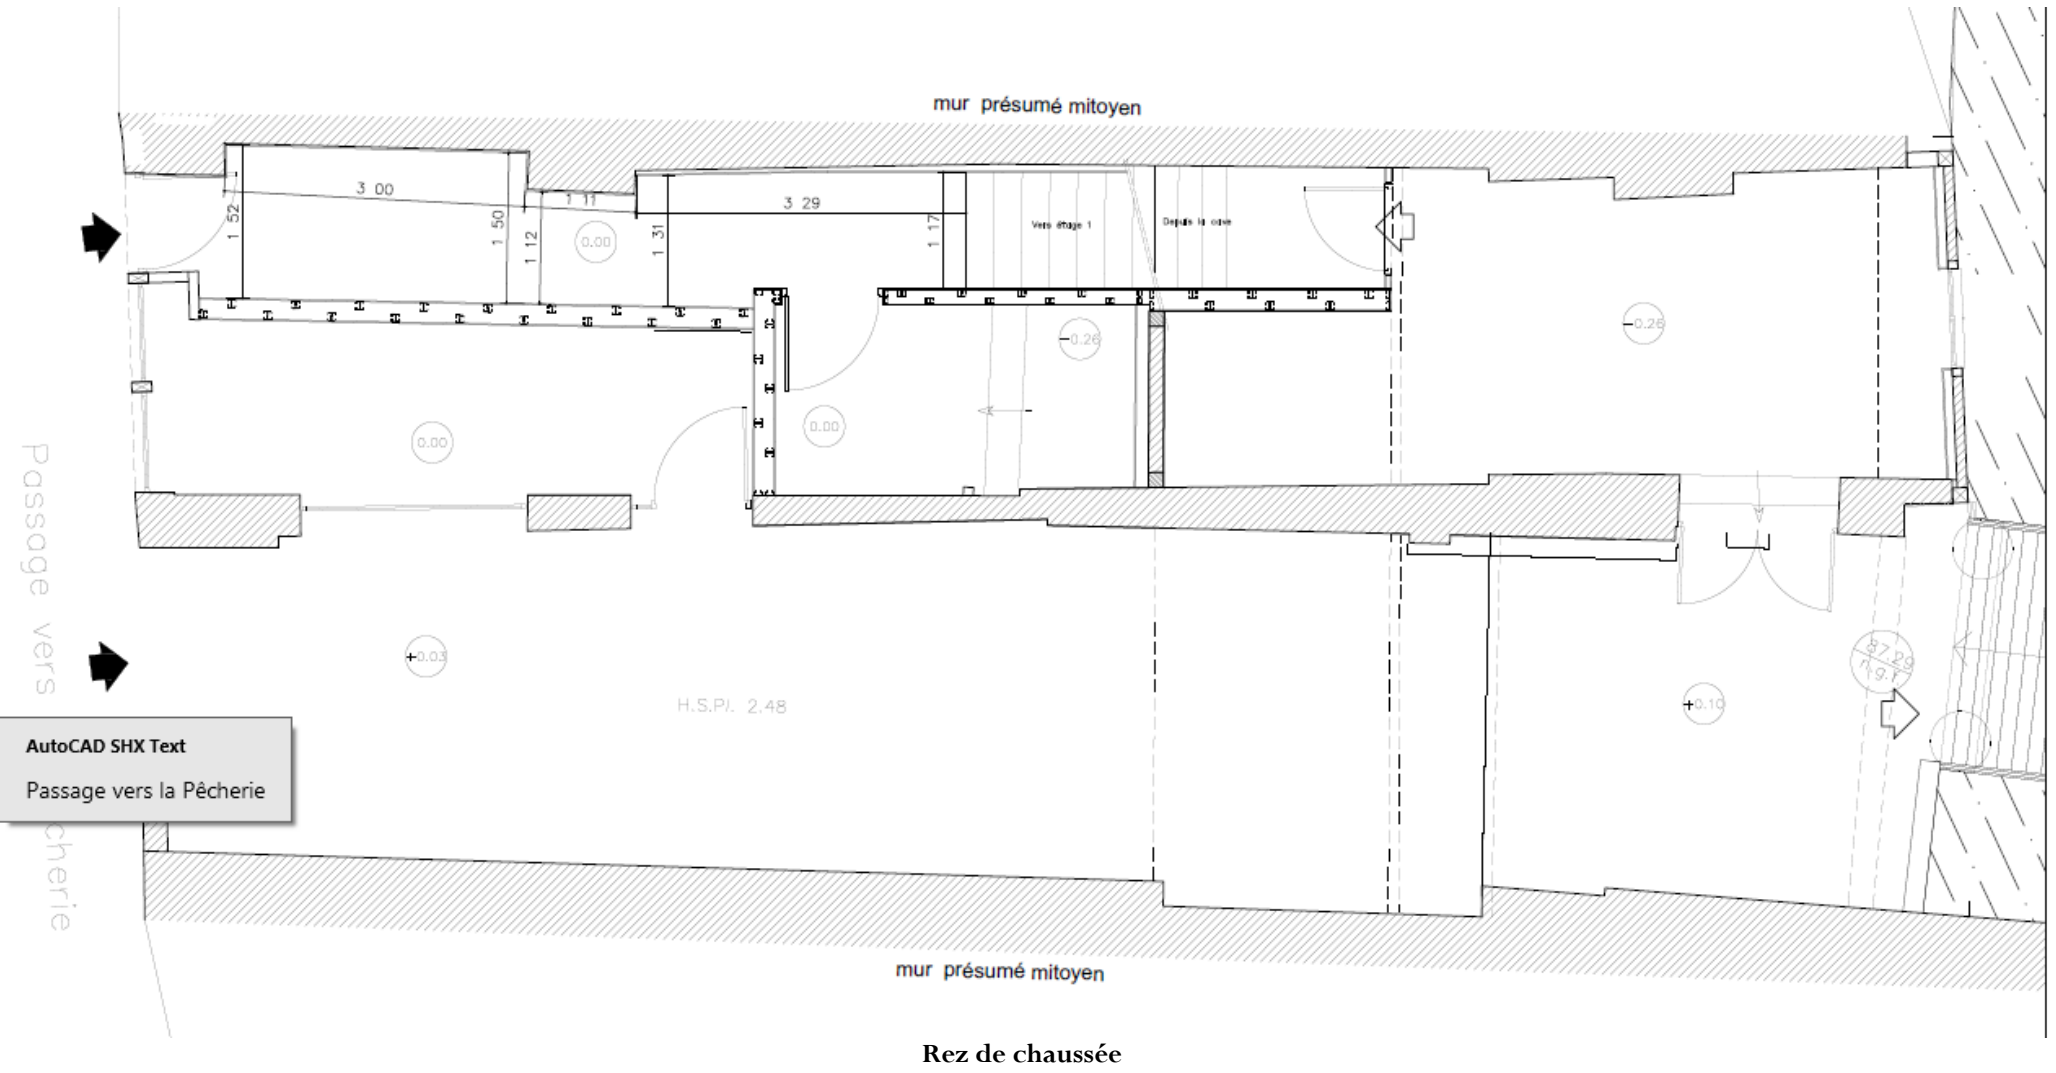 mur présumé mitoyen
3 00
1 11
3 29
1 52
1 50
1 12
0.00
1 31
1 17
Vers étage 1
Depuis la cave
-0.26
-0.26
0.00
0.00
Passage vers
cherie
+0.03
H.S.P/. 2.48
+0.10
87.29
n.g.f
AutoCAD SHX Text
Passage vers la Pêcherie
mur présumé mitoyen
Rez de chaussée